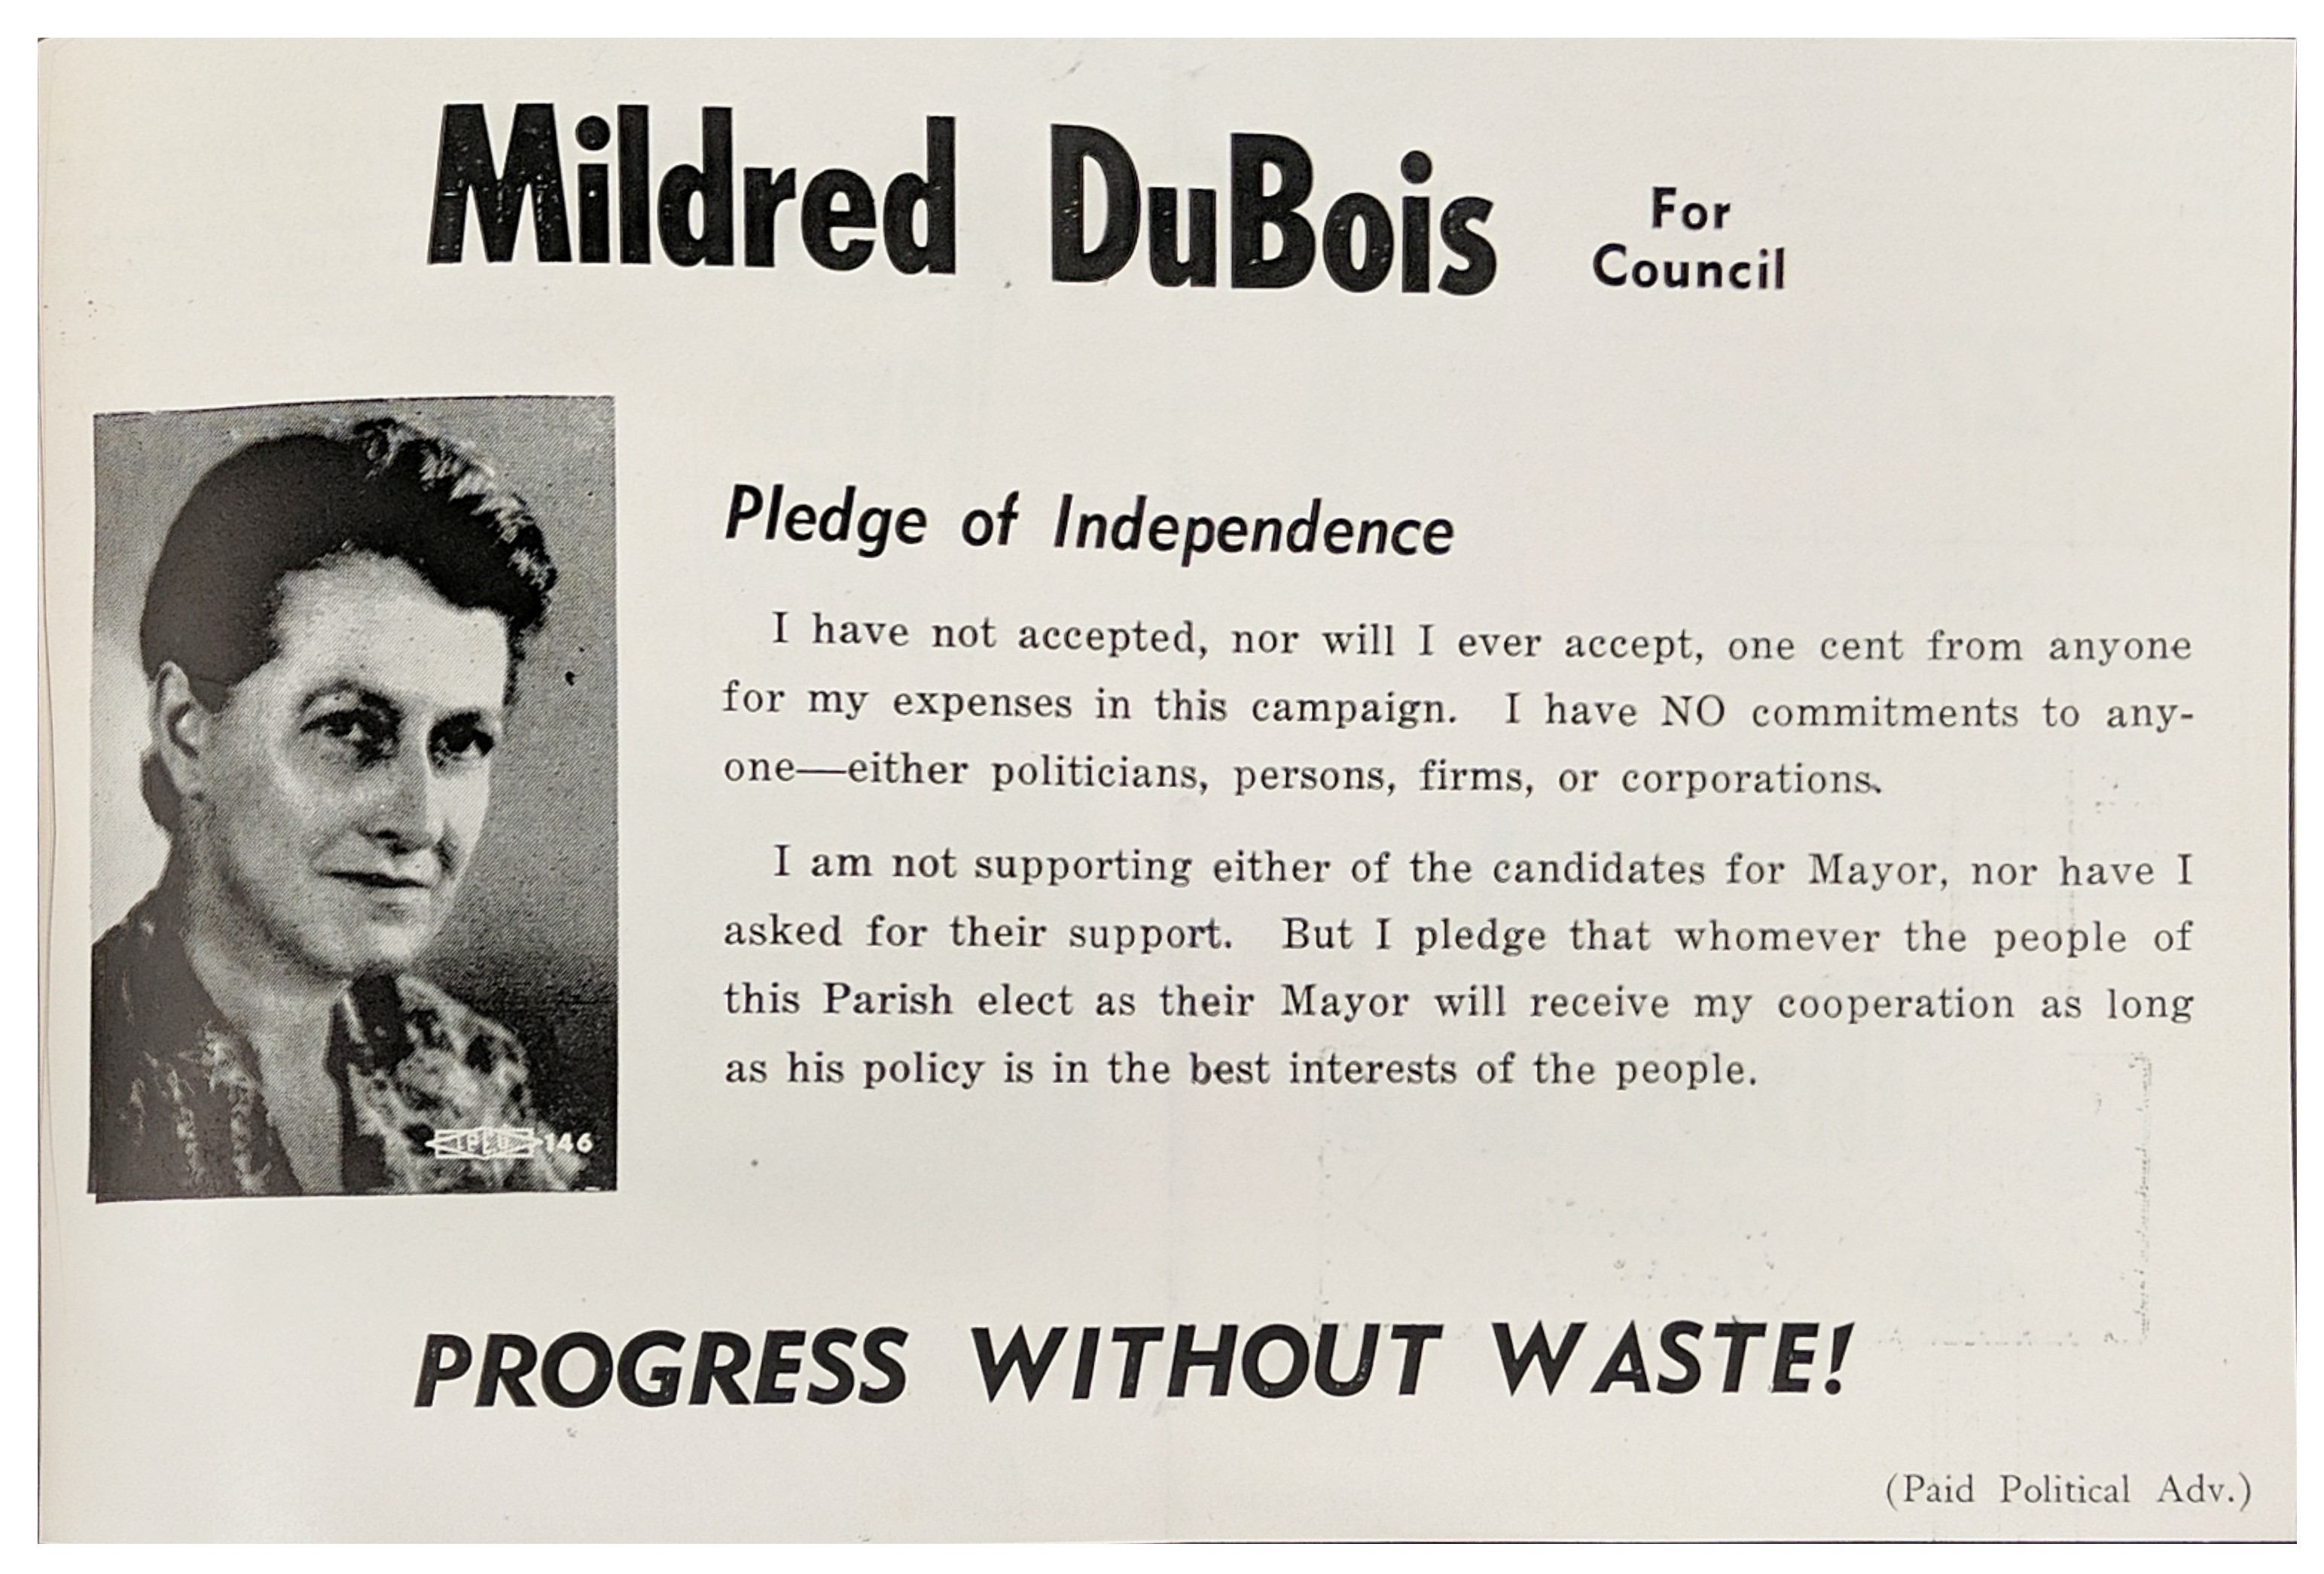 Mildred DuBois For
Council
Pledge of Independence
I have not accepted, nor will I ever accept, one cent from anyone
for my expenses in this campaign. I have NO commitments to any-
one—either politicians, persons, firms, or corporations.
I am not supporting either of the candidates for Mayor, nor have I
asked for their support. But I pledge that whomever the people of
this Parish elect as their Mayor will receive my cooperation as long
as his policy is in the best interests of the people.
146
PROGRESS WITHOUT WASTE!
(Paid Political Adv.)